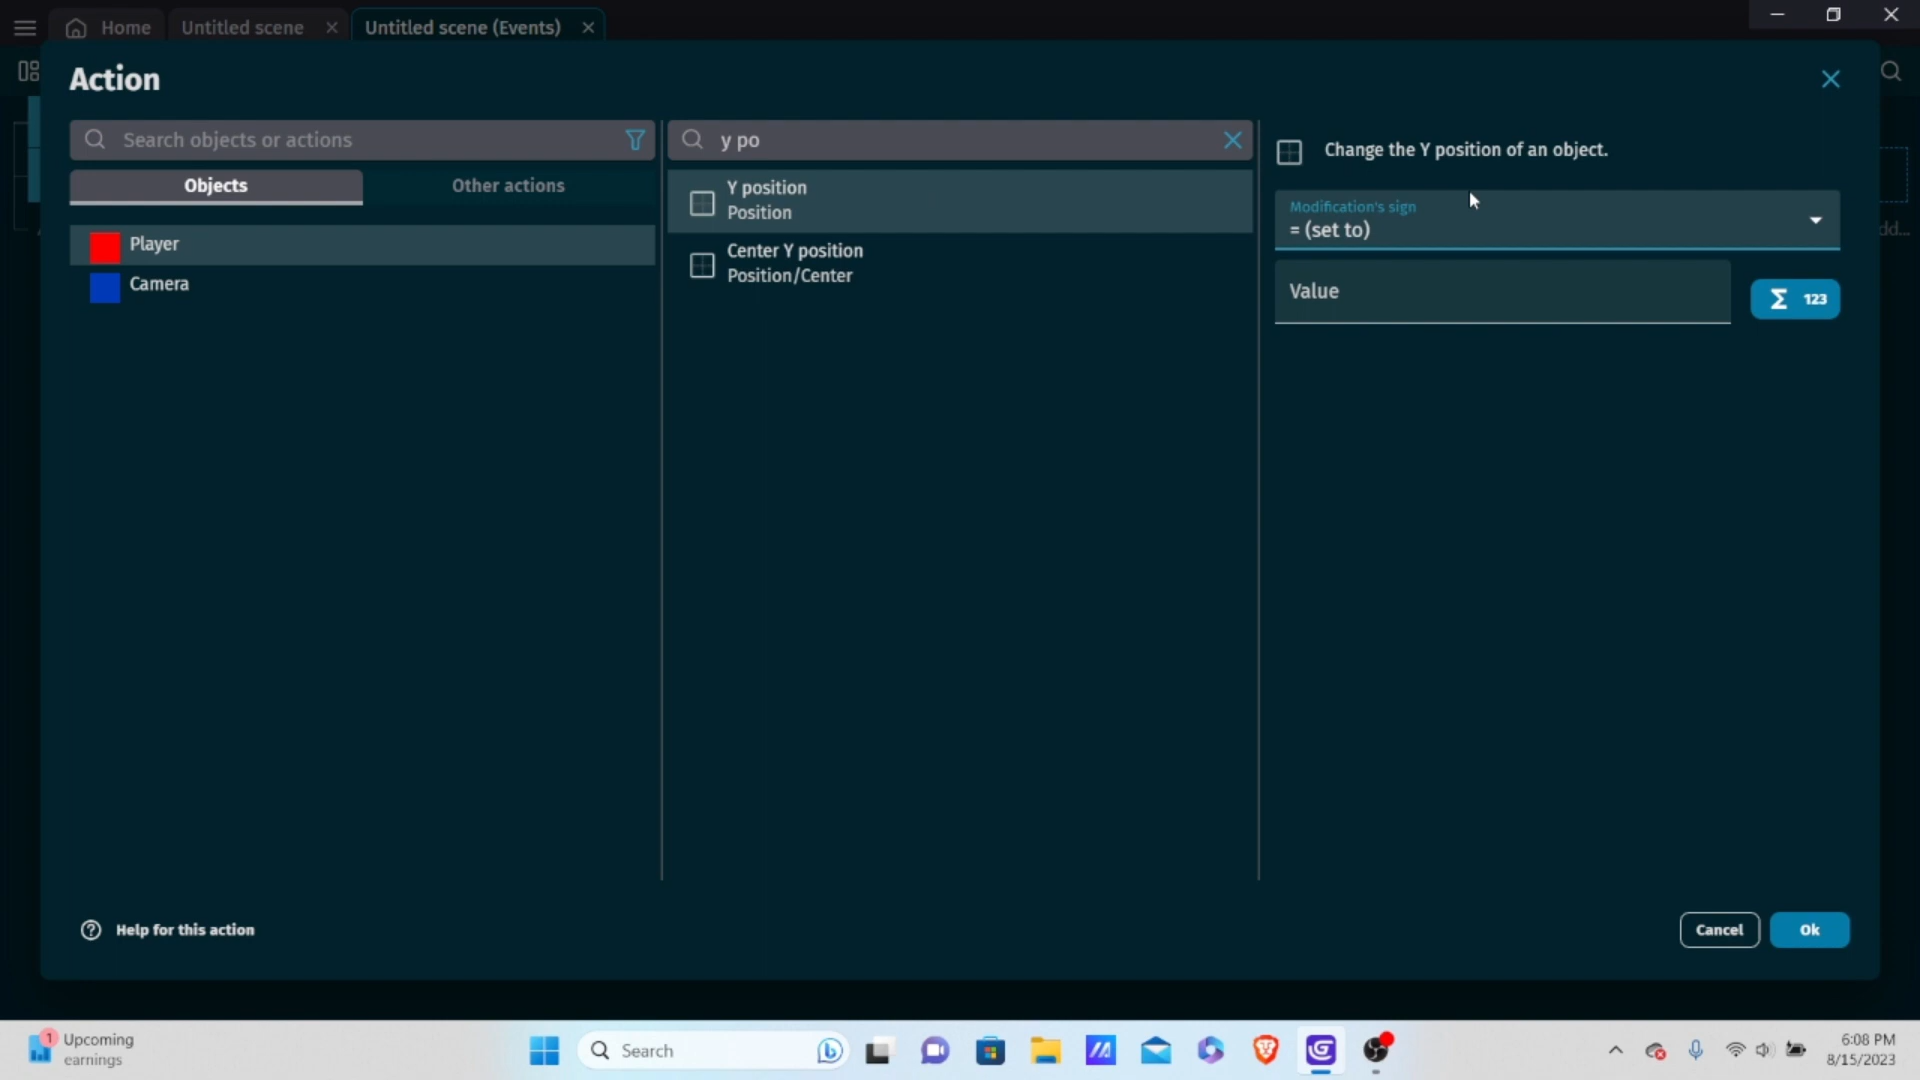 Home
Untitled scene
Untitled scene (Events)
Action
Search objects or actions
Objects
Other actions
Player
Camera
y po
Y position
Position
Center Y position
Position/Center
Change the Y position of an object.
Modification's sign
= (set to)
Value
Σ 123
dd...
Help for this action
Cancel
Ok
1
Upcoming
earnings
Search
6:08 PM
8/15/2023